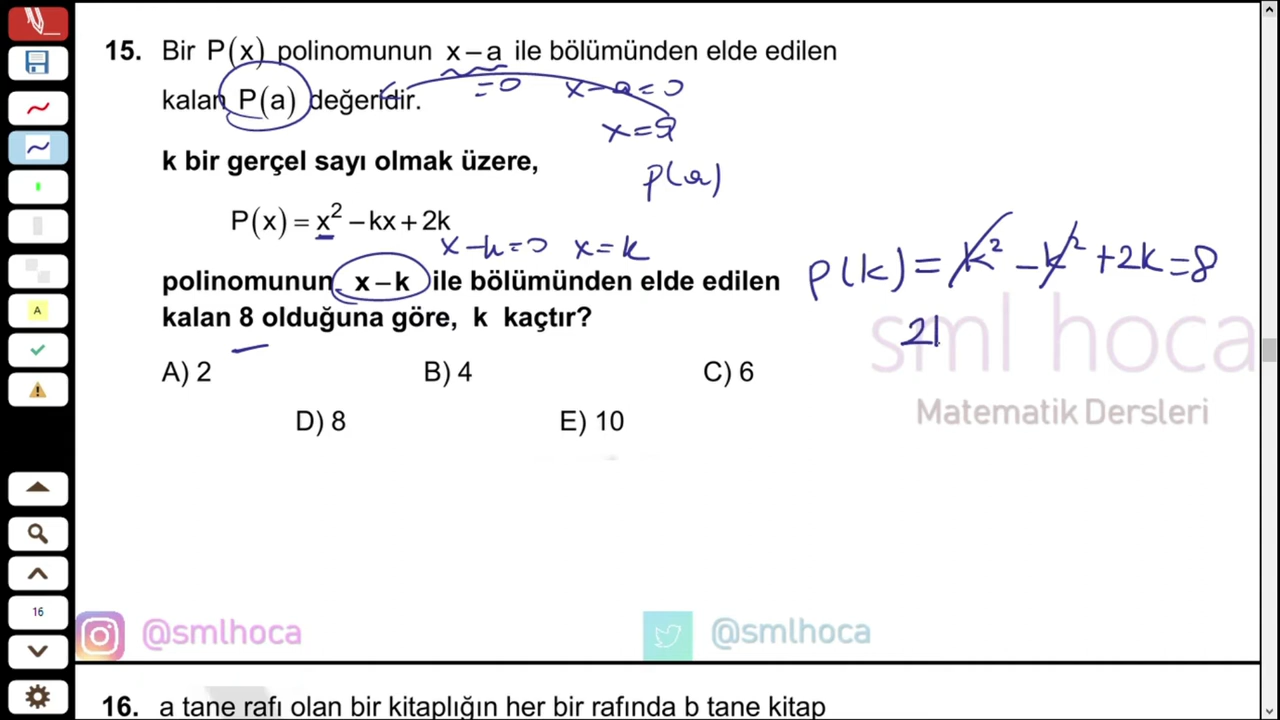 15. Bir P(x) polinomunun x – a ile bölümünden elde edilen
= 0 x – a = 0
kalan P(a) değeridir.
x = a
k bir gerçel sayı olmak üzere,
p(a)
P(x) = x² – kx + 2k
x – k = 0 x = k
polinomunun x – k ile bölümünden elde edilen
p(k) = k² – k² + 2k = 8
kalan 8 olduğuna göre, k kaçtır?
2
sml hoca
Matematik Dersleri
A) 2 B) 4 C) 6
D) 8 E) 10
A
16
@smlhoca @smlhoca
16. a tane rafı olan bir kitaplığın her bir rafında b tane kitap